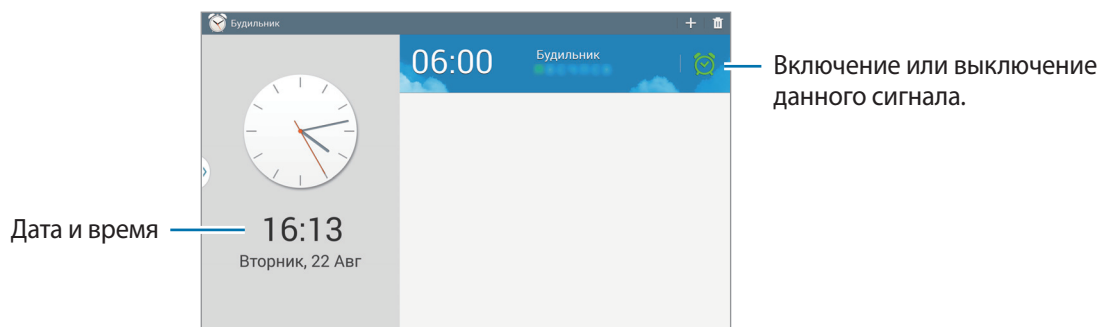 Будильник
06:00
Будильник
Включение или выключение
данного сигнала.
Дата и время
16:13
Вторник, 22 Авг